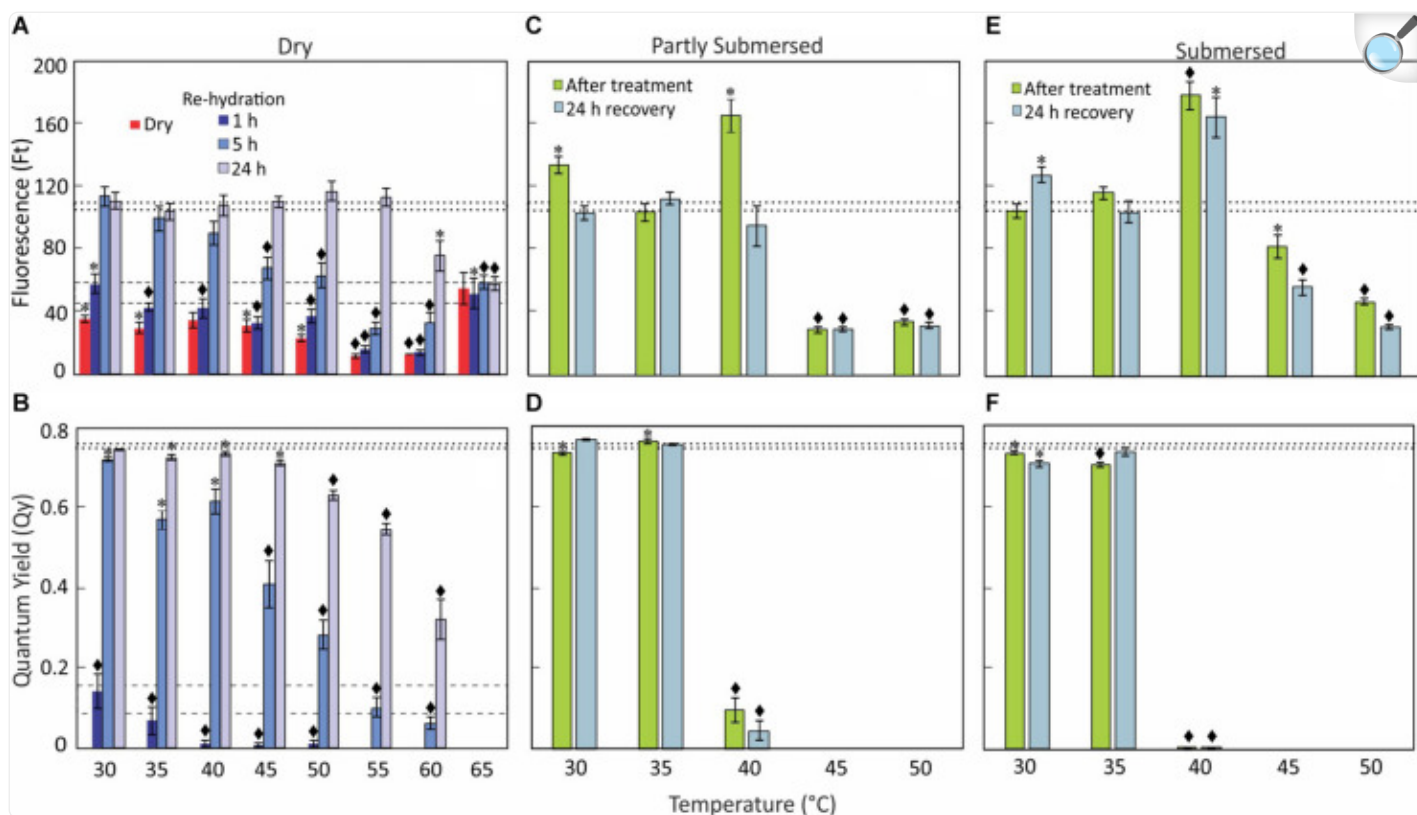 A
Dry
Fluorescence (Ft)
200
160
120
80
40
0
Re-hydration
Dry
1 h
5 h
24 h
C
Partly Submersed
After treatment
24 h recovery
E
Submersed
After treatment
24 h recovery
B
Quantum Yield (Qy)
0.8
0.6
0.4
0.2
0
30 35 40 45 50 55 60 65
D
30 35 40 45 50
F
30 35 40 45 50
Temperature (°C)